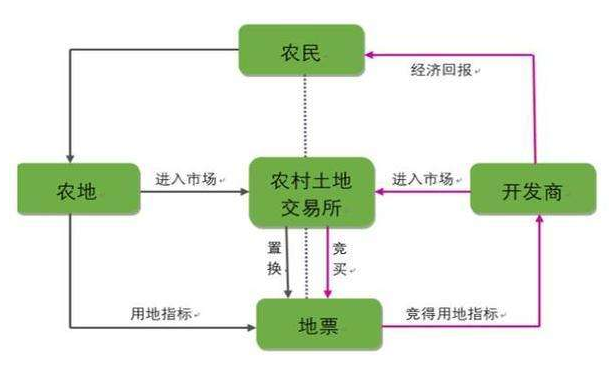 农民
经济回报
农地
进入市场
农村土地
交易所
进入市场
开发商
置
换
竞
买
用地指标
地票
竞得用地指标